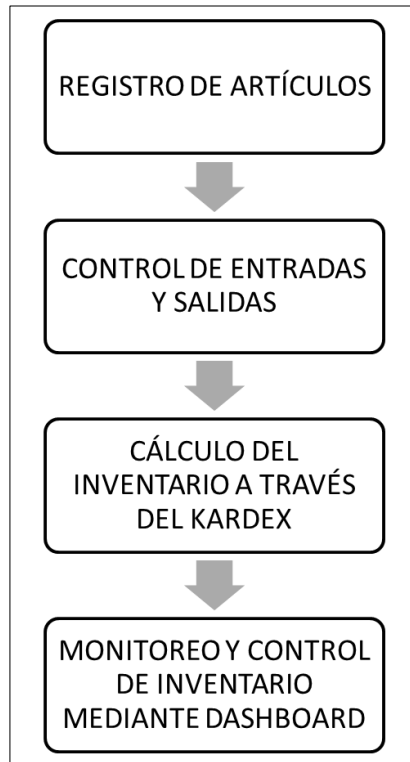 REGISTRO DE ARTÍCULOS
CONTROL DE ENTRADAS
Y SALIDAS
CÁLCULO DEL
INVENTARIO A TRAVÉS
DEL KARDEX
MONITOREO Y CONTROL
DE INVENTARIO
MEDIANTE DASHBOARD